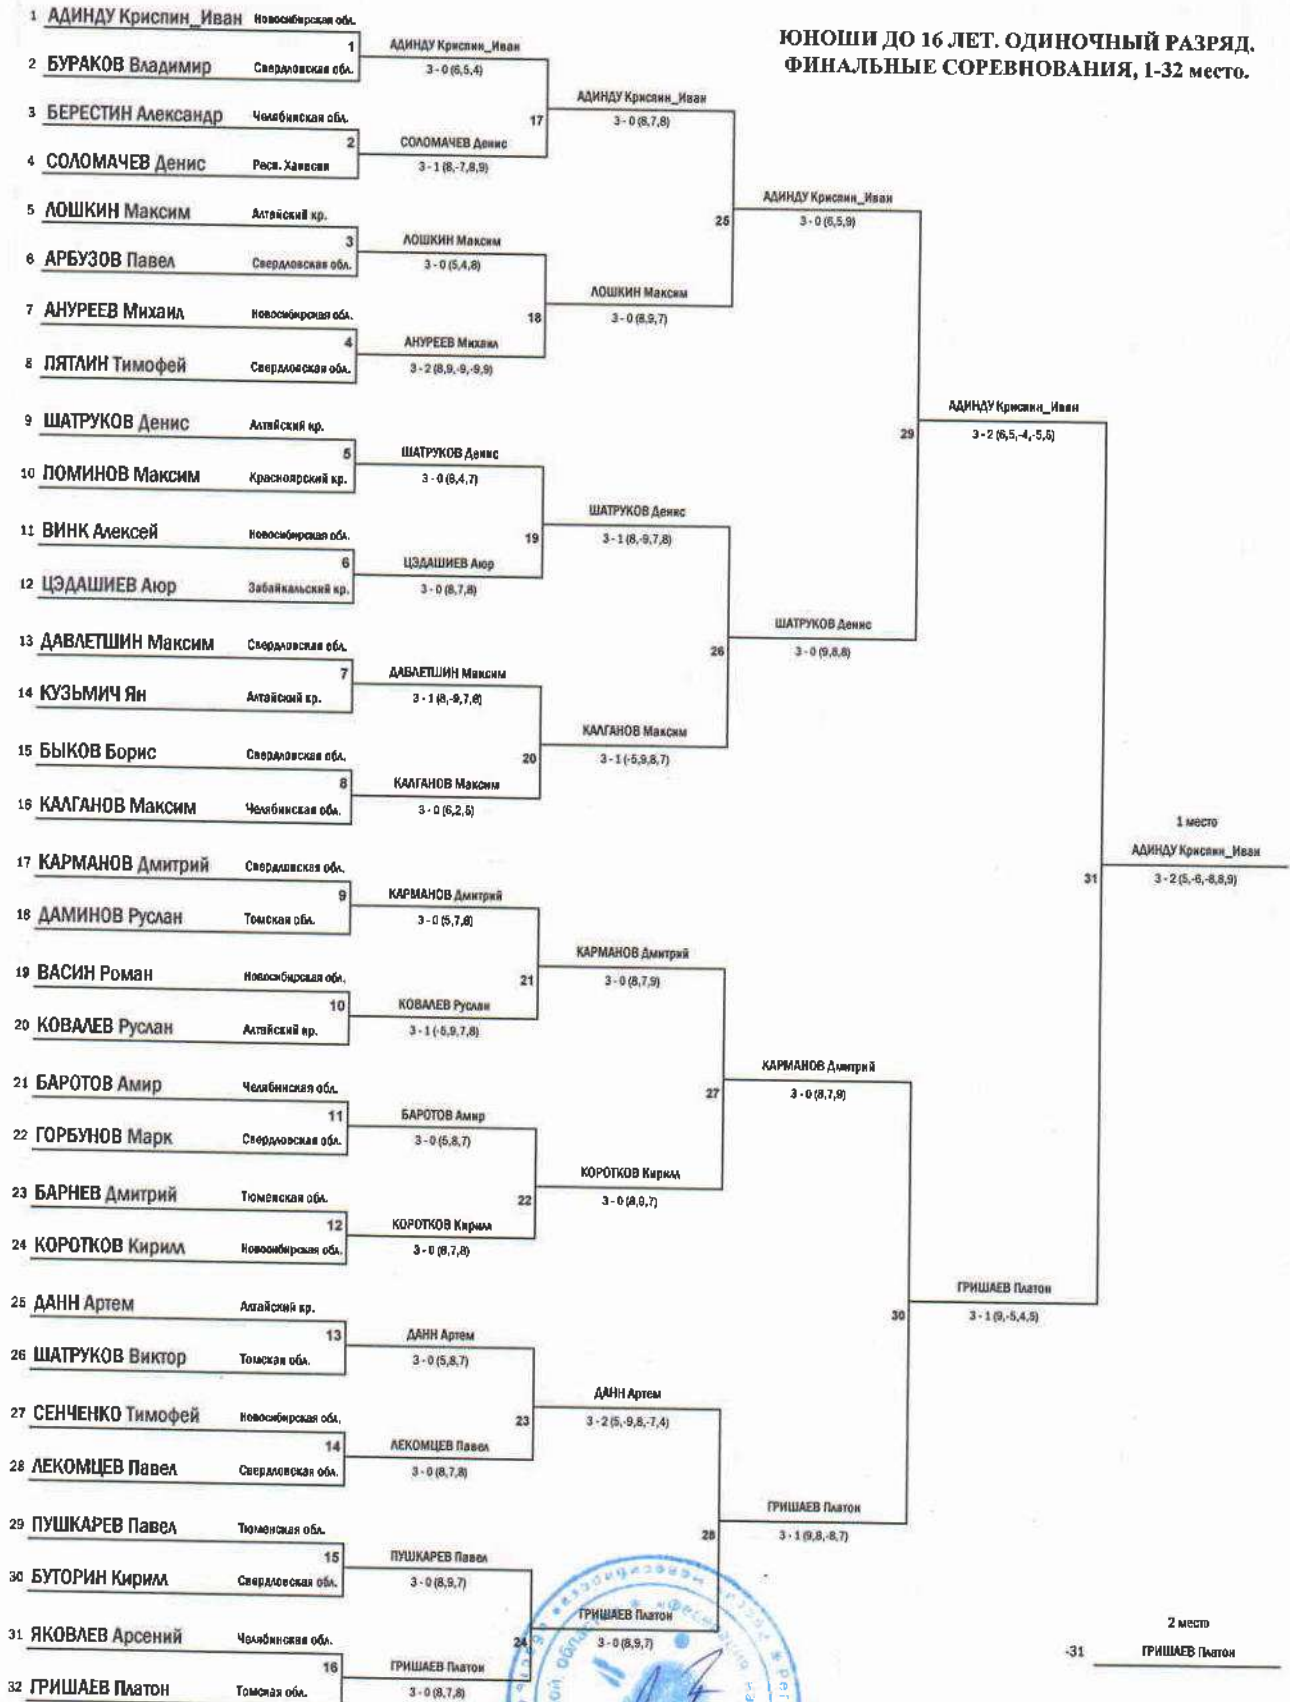 ЮНОШИ ДО 16 ЛЕТ. ОДИНОЧНЫЙ РАЗРЯД.
ФИНАЛЬНЫЕ СОРЕВНОВАНИЯ, 1-32 место.
1 АДИНДУ Криспин_Иван Новосибирская обл.
2 БУРАКОВ Владимир Свердловская обл.
3 БЕРЕСТИН Александр Челябинская обл.
4 СОЛОМАЧЕВ Денис Респ. Хакасия
5 ЛОШКИН Максим Алтайский кр.
6 АРБУЗОВ Павел Свердловская обл.
7 АНУРЕЕВ Михаил Новосибирская обл.
8 ПЯТЛИН Тимофей Свердловская обл.
9 ШАТРУКОВ Денис Алтайский кр.
10 ЛОМИНОВ Максим Красноярский кр.
11 ВИНК Алексей Новосибирская обл.
12 ЦЭДАШИЕВ Аюр Забайкальский кр.
13 ДАВЛЕТШИН Максим Свердловская обл.
14 КУЗЬМИЧ Ян Алтайский кр.
15 БЫКОВ Борис Свердловская обл.
16 КАЛГАНОВ Максим Челябинская обл.
17 КАРМАНОВ Дмитрий Свердловская обл.
18 ДАМИНОВ Руслан Томская обл.
19 ВАСИН Роман Новосибирская обл.
20 КОВАЛЕВ Руслан Алтайский кр.
21 БАРОТОВ Амир Челябинская обл.
22 ГОРБУНОВ Марк Свердловская обл.
23 БАРНЕВ Дмитрий Тюменская обл.
24 КОРОТКОВ Кирилл Новосибирская обл.
25 ДАНН Артем Алтайский кр.
26 ШАТРУКОВ Виктор Томская обл.
27 СЕНЧЕНКО Тимофей Новосибирская обл.
28 ЛЕКОМЦЕВ Павел Свердловская обл.
29 ПУШКАРЕВ Павел Тюменская обл.
30 БУТОРИН Кирилл Свердловская обл.
31 ЯКОВЛЕВ Арсений Челябинская обл.
32 ГРИШАЕВ Платон Томская обл.
1 АДИНДУ Криспин_Иван
3 - 0 (6,5,4)
2 СОЛОМАЧЕВ Денис
3 - 1 (8,-7,8,9)
3 ЛОШКИН Максим
3 - 0 (5,4,8)
4 АНУРЕЕВ Михаил
3 - 2 (8,9,-9,-9,9)
5 ШАТРУКОВ Денис
3 - 0 (6,4,7)
6 ЦЭДАШИЕВ Аюр
3 - 0 (8,7,8)
7 ДАВЛЕТШИН Максим
3 - 1 (8,-9,7,6)
8 КАЛГАНОВ Максим
3 - 0 (6,2,5)
9 КАРМАНОВ Дмитрий
3 - 0 (5,7,6)
10 КОВАЛЕВ Руслан
3 - 1 (-5,9,7,8)
11 БАРОТОВ Амир
3 - 0 (5,8,7)
12 КОРОТКОВ Кирилл
3 - 0 (8,7,8)
13 ДАНН Артем
3 - 0 (5,8,7)
14 ЛЕКОМЦЕВ Павел
3 - 0 (8,7,8)
15 ПУШКАРЕВ Павел
3 - 0 (8,9,7)
16 ГРИШАЕВ Платон
3 - 0 (8,7,8)
17 АДИНДУ Криспин_Иван
3 - 0 (8,7,8)
18 ЛОШКИН Максим
3 - 0 (8,9,7)
19 ШАТРУКОВ Денис
3 - 1 (8,-9,7,8)
20 КАЛГАНОВ Максим
3 - 1 (-5,9,8,7)
21 КАРМАНОВ Дмитрий
3 - 0 (8,7,9)
22 КОРОТКОВ Кирилл
3 - 0 (8,9,7)
23 ДАНН Артем
3 - 2 (5,-9,8,-7,4)
24 ГРИШАЕВ Платон
3 - 0 (8,9,7)
25 АДИНДУ Криспин_Иван
3 - 0 (6,5,9)
26 ШАТРУКОВ Денис
3 - 0 (9,8,8)
27 КАРМАНОВ Дмитрий
3 - 0 (8,7,9)
28 ГРИШАЕВ Платон
3 - 1 (9,8,-8,7)
29 АДИНДУ Криспин_Иван
3 - 2 (6,5,-4,-5,5)
30 ГРИШАЕВ Платон
3 - 1 (9,-5,4,5)
1 место
31 АДИНДУ Криспин_Иван
3 - 2 (5,-6,-8,8,9)
2 место
-31 ГРИШАЕВ Платон